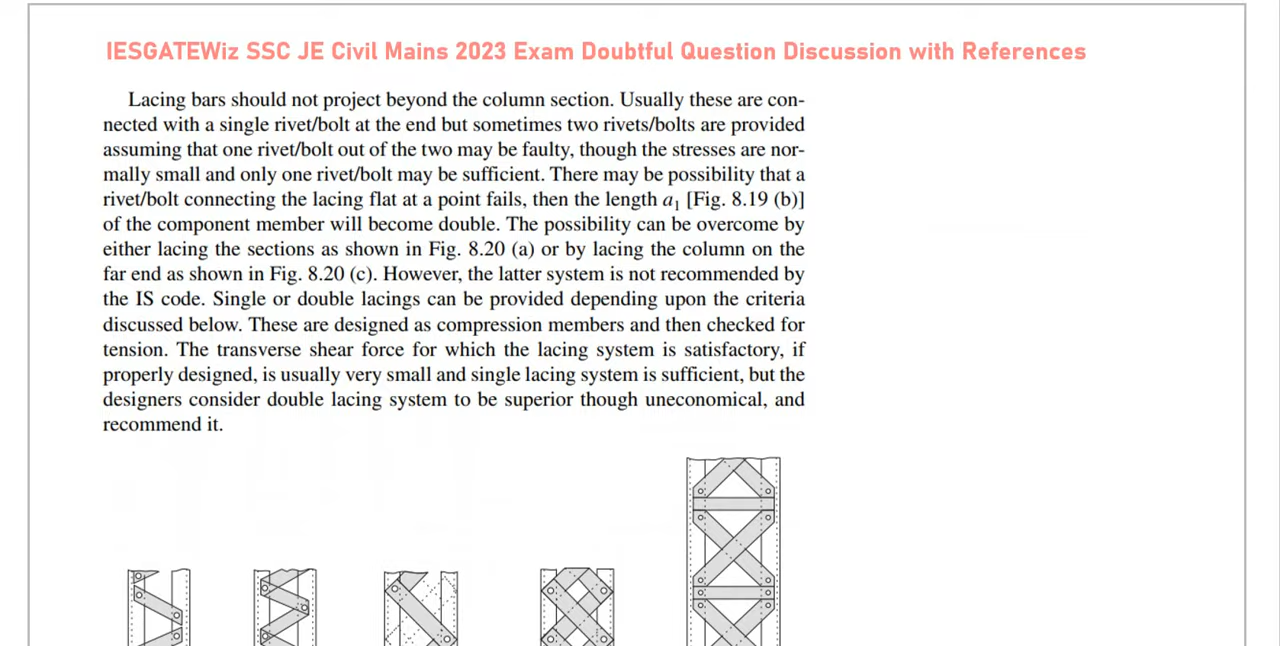 IESGATEWiz SSC JE Civil Mains 2023 Exam Doubtful Question Discussion with References
Lacing bars should not project beyond the column section. Usually these are con-
nected with a single rivet/bolt at the end but sometimes two rivets/bolts are provided
assuming that one rivet/bolt out of the two may be faulty, though the stresses are nor-
mally small and only one rivet/bolt may be sufficient. There may be possibility that a
rivet/bolt connecting the lacing flat at a point fails, then the length a₁ [Fig. 8.19 (b)]
of the component member will become double. The possibility can be overcome by
either lacing the sections as shown in Fig. 8.20 (a) or by lacing the column on the
far end as shown in Fig. 8.20 (c). However, the latter system is not recommended by
the IS code. Single or double lacings can be provided depending upon the criteria
discussed below. These are designed as compression members and then checked for
tension. The transverse shear force for which the lacing system is satisfactory, if
properly designed, is usually very small and single lacing system is sufficient, but the
designers consider double lacing system to be superior though uneconomical, and
recommend it.